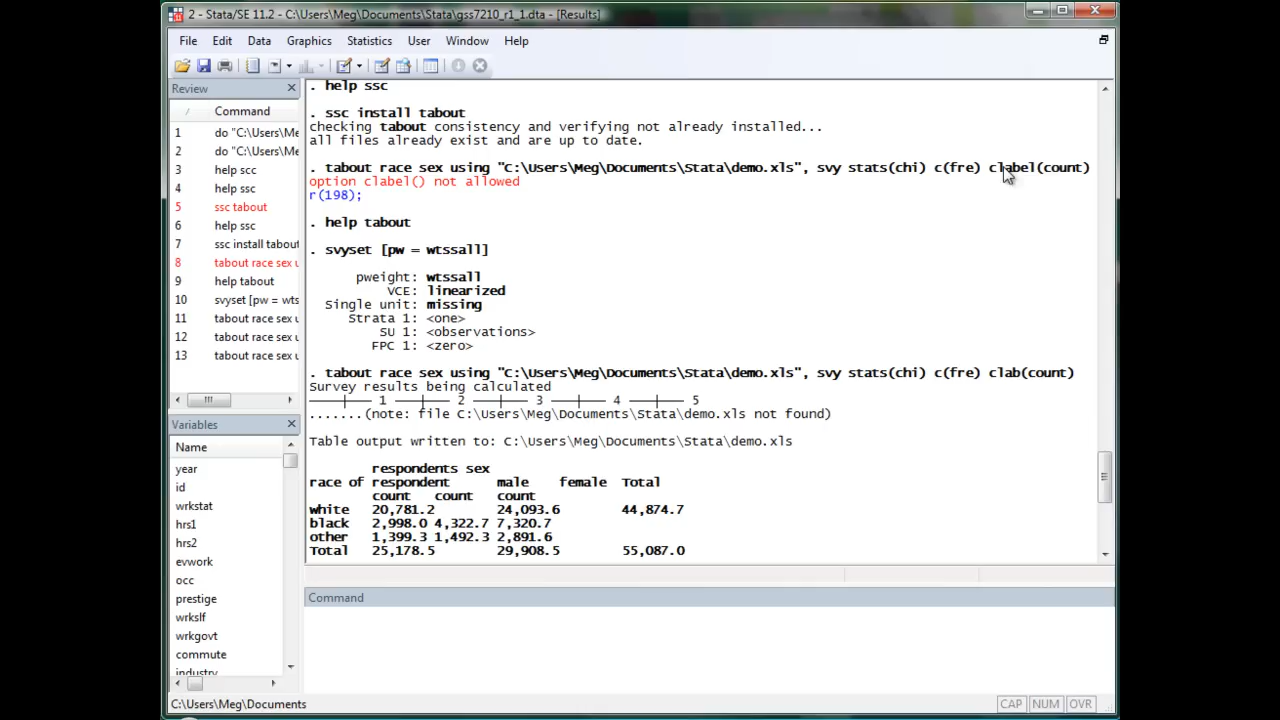 2 - Stata/SE 11.2 - C:\Users\Meg\Documents\Stata\gss7210_r1_1.dta - [Results]
File Edit Data Graphics Statistics User Window Help
Review
Command
1 do "C:\Users\Me
2 do "C:\Users\Me
3 help scc
4 help ssc
5 ssc tabout
6 help ssc
7 ssc install tabout
8 tabout race sex u
9 help tabout
10 svyset [pw = wts
11 tabout race sex u
12 tabout race sex u
13 tabout race sex u
Variables
Name
year
id
wrkstat
hrs1
hrs2
evwork
occ
prestige
wrkslf
wrkgovt
commute
industry
. help ssc
. ssc install tabout
checking tabout consistency and verifying not already installed...
all files already exist and are up to date.
. tabout race sex using "C:\Users\Meg\Documents\Stata\demo.xls", svy stats(chi) c(fre) clabel(count)
option clabel() not allowed
r(198);
. help tabout
. svyset [pw = wtssall]
pweight: wtssall
VCE: linearized
Single unit: missing
Strata 1: <one>
SU 1: <observations>
FPC 1: <zero>
. tabout race sex using "C:\Users\Meg\Documents\Stata\demo.xls", svy stats(chi) c(fre) clab(count)
Survey results being calculated
1 2 3 4 5
.......(note: file C:\Users\Meg\Documents\Stata\demo.xls not found)
Table output written to: C:\Users\Meg\Documents\Stata\demo.xls
respondents sex
race of respondent male female Total
count count count
white 20,781.2 24,093.6 44,874.7
black 2,998.0 4,322.7 7,320.7
other 1,399.3 1,492.3 2,891.6
Total 25,178.5 29,908.5 55,087.0
Command
C:\Users\Meg\Documents
CAP NUM OVR